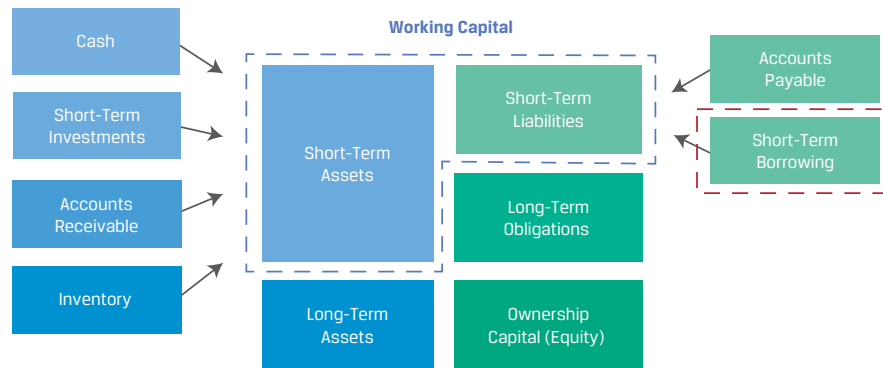 Working Capital
Cash
Short-Term
Investments
Accounts
Receivable
Inventory
Short-Term
Assets
Long-Term
Assets
Short-Term
Liabilities
Long-Term
Obligations
Ownership
Capital (Equity)
Accounts
Payable
Short-Term
Borrowing